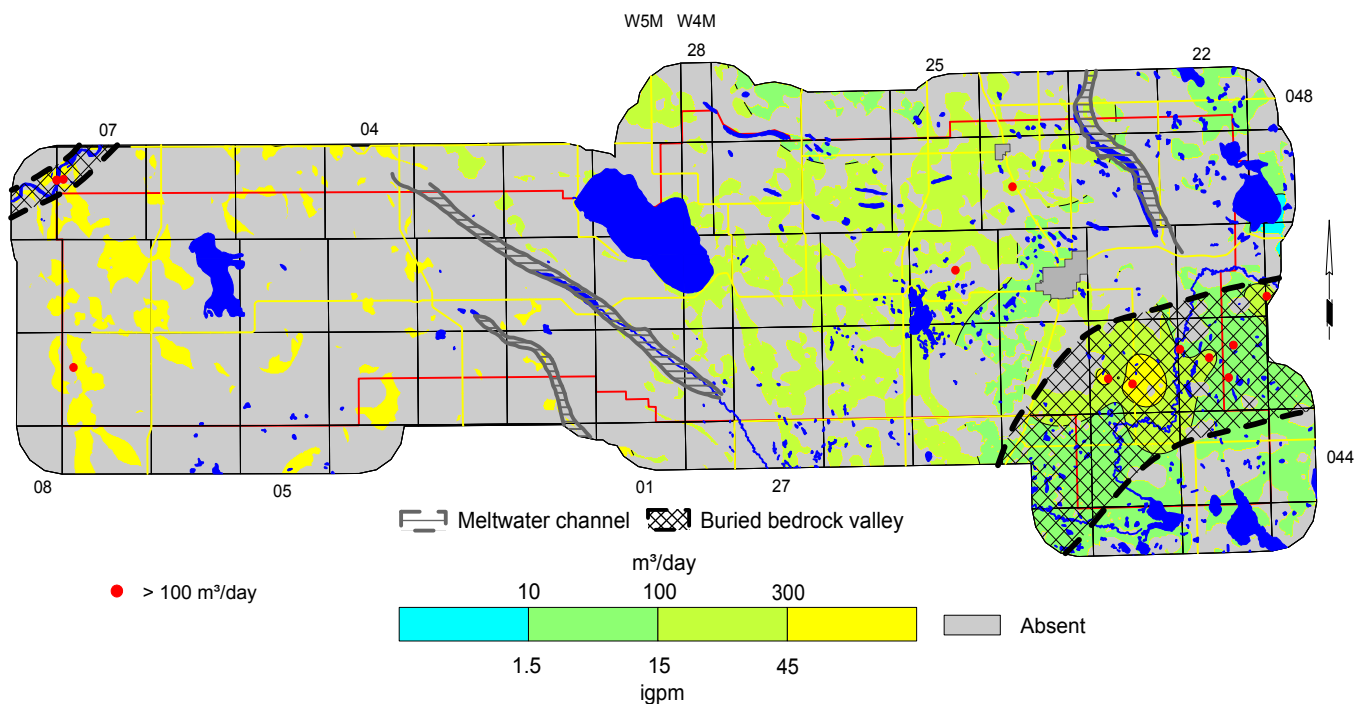 W5M W4M
28
25
22
048
07
04
08
05
01
27
044
Meltwater channel
Buried bedrock valley
m³/day
> 100 m³/day
10 100 300
Absent
1.5 15 45
igpm